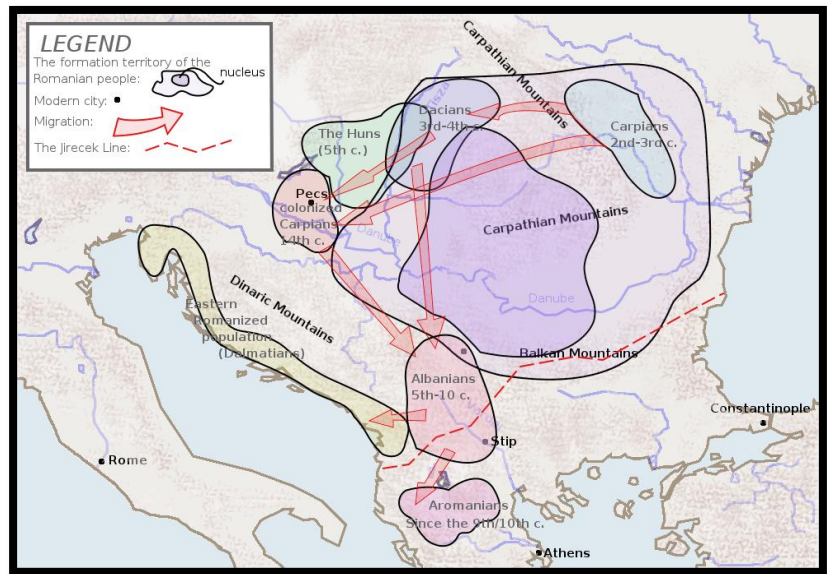 LEGEND
The formation territory of the
Romanian people:
nucleus
Modern city:
Migration:
The Jirecek Line:
Carpathian Mountains
Tisza
Dacians
3rd-4th c.
The Huns
(5th c.)
Carpians
2nd-3rd c.
Pecs
colonized
Carpians
14th c.
Danube
Carpathian Mountains
Dinaric Mountains
Danube
Eastern
Romanized
population
(Dalmatians)
Balkan Mountains
Albanians
5th-10 c.
Constantinople
Stip
Rome
Aromanians
Since the 9th/10th c.
Athens